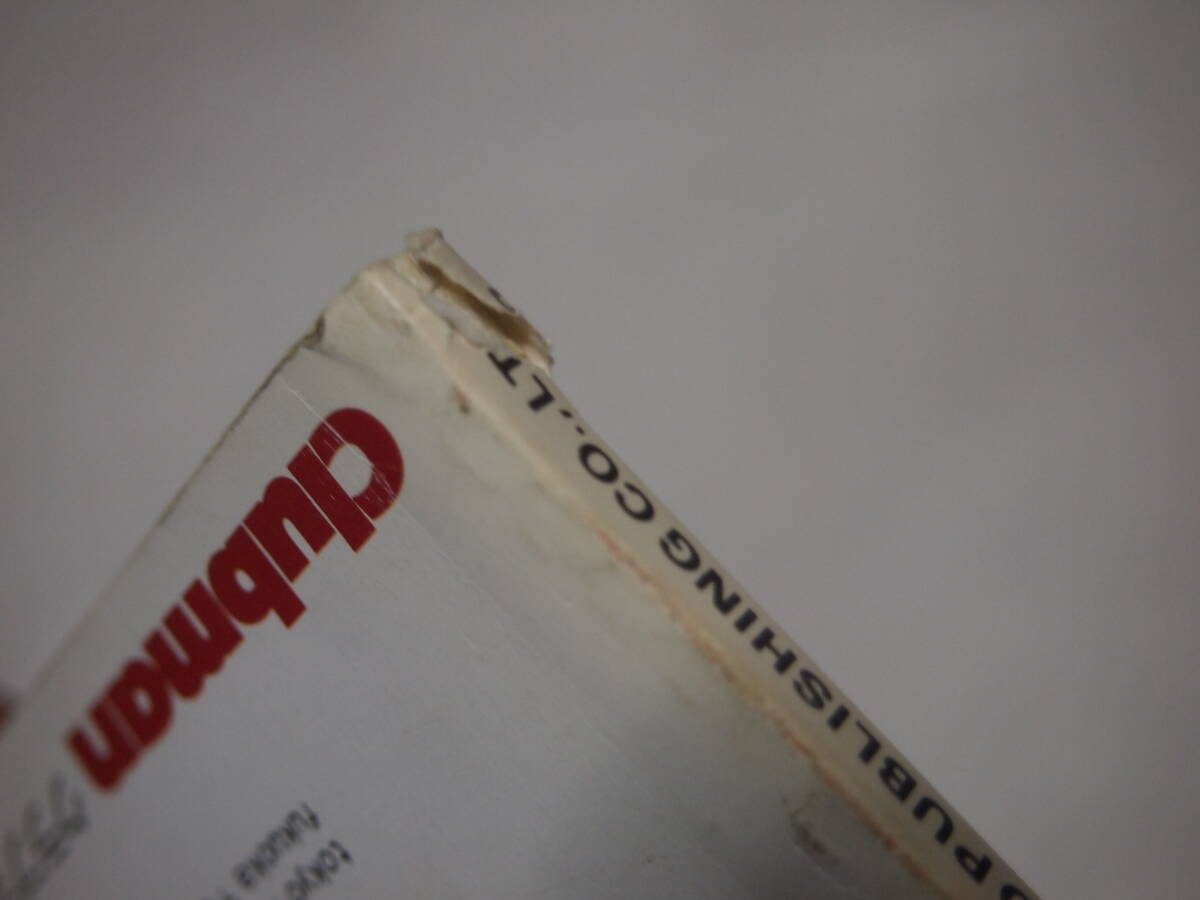 B PUBLISHING CO., LT
Clubman
tokyo
fukuoka